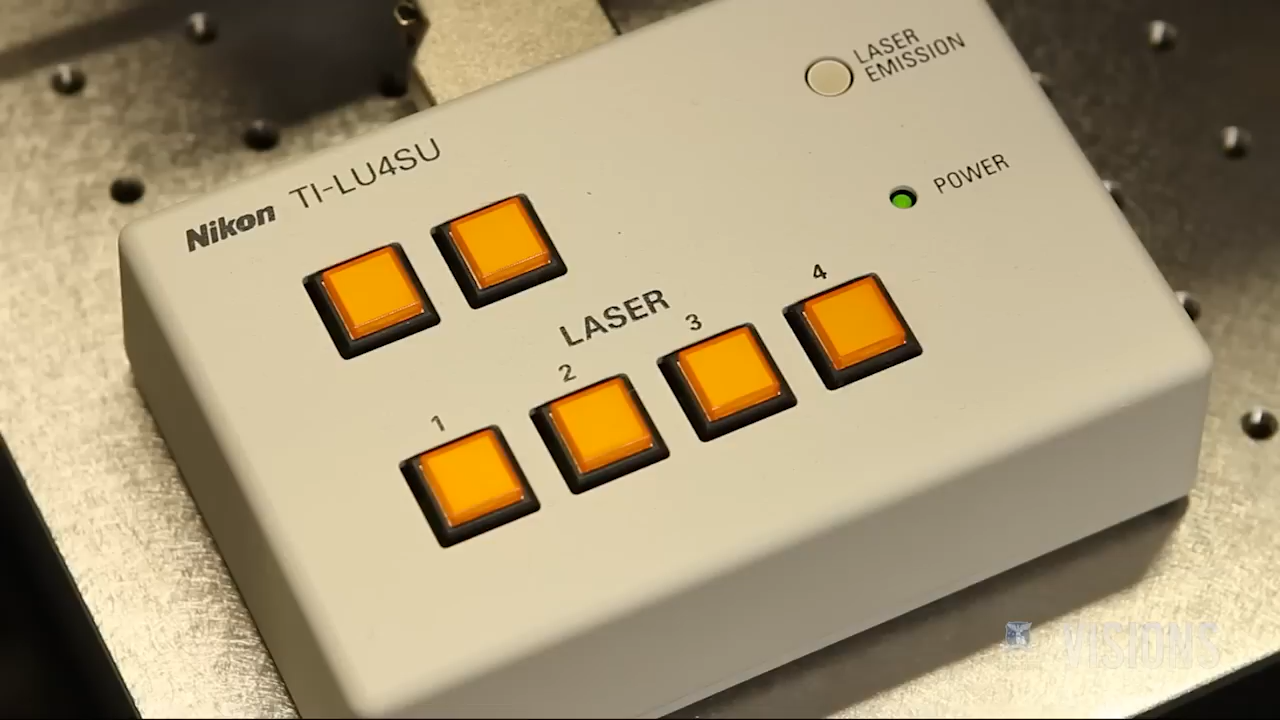 LASER
EMISSION
POWER
Nikon TI-LU4SU
LASER
1 2 3 4
VISIONS